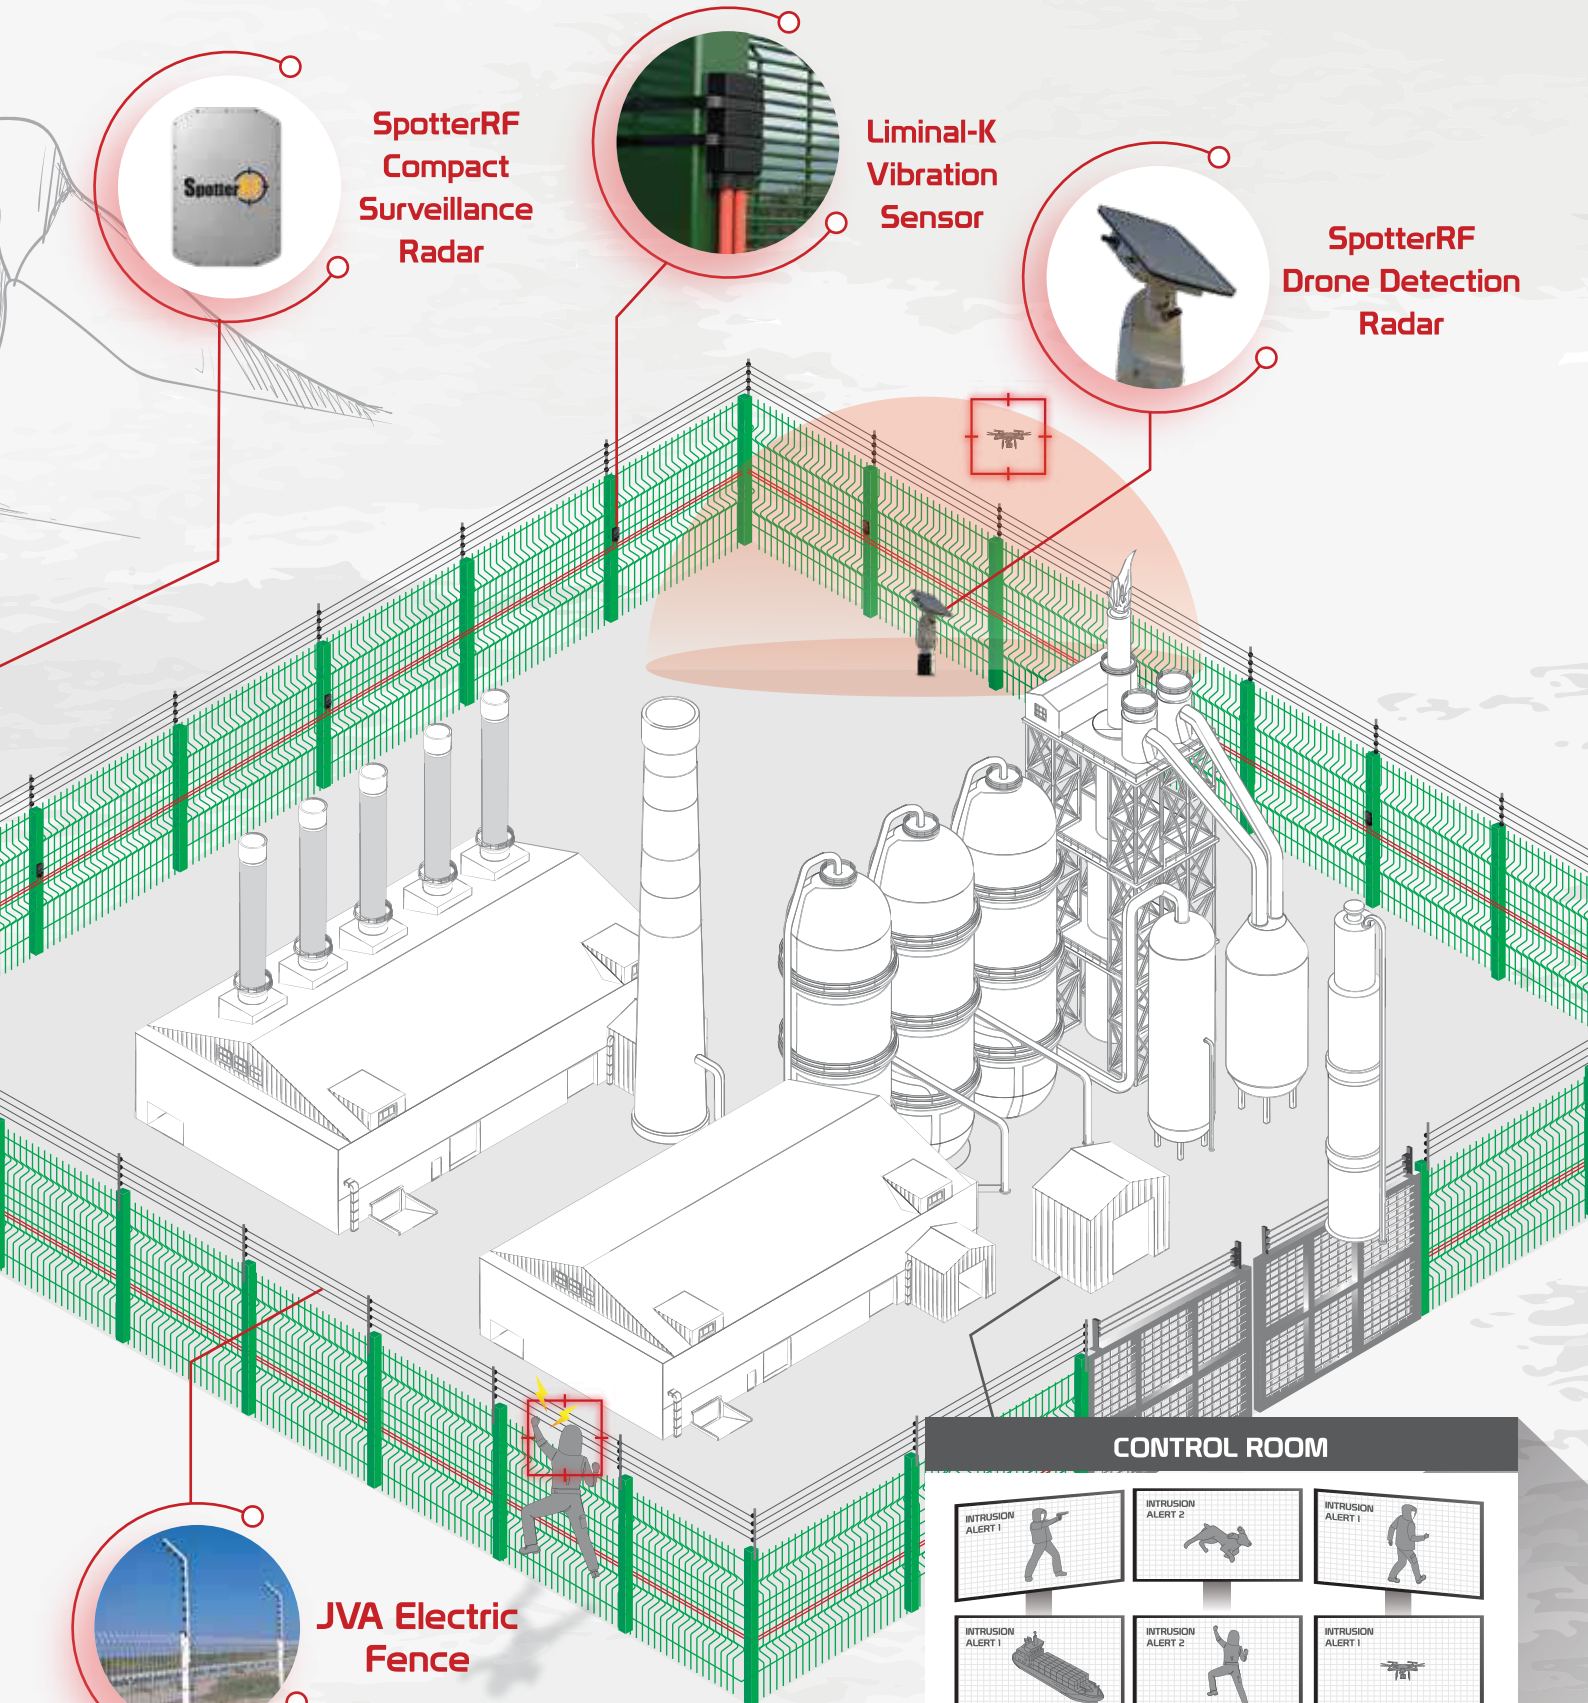 SpotterRF
SpotterRF
Compact
Surveillance
Radar
Liminal-K
Vibration
Sensor
SpotterRF
Drone Detection
Radar
JVA Electric
Fence
CONTROL ROOM
INTRUSION
ALERT 1
INTRUSION
ALERT 2
INTRUSION
ALERT 1
INTRUSION
ALERT 1
INTRUSION
ALERT 2
INTRUSION
ALERT 1